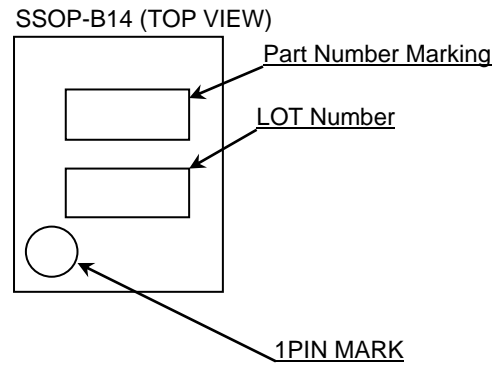 SSOP-B14 (TOP VIEW)
Part Number Marking
LOT Number
1PIN MARK